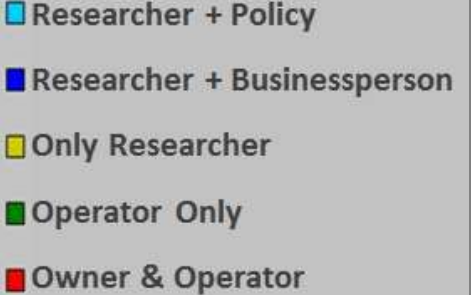 Researcher + Policy
Researcher + Businessperson
Only Researcher
Operator Only
Owner & Operator